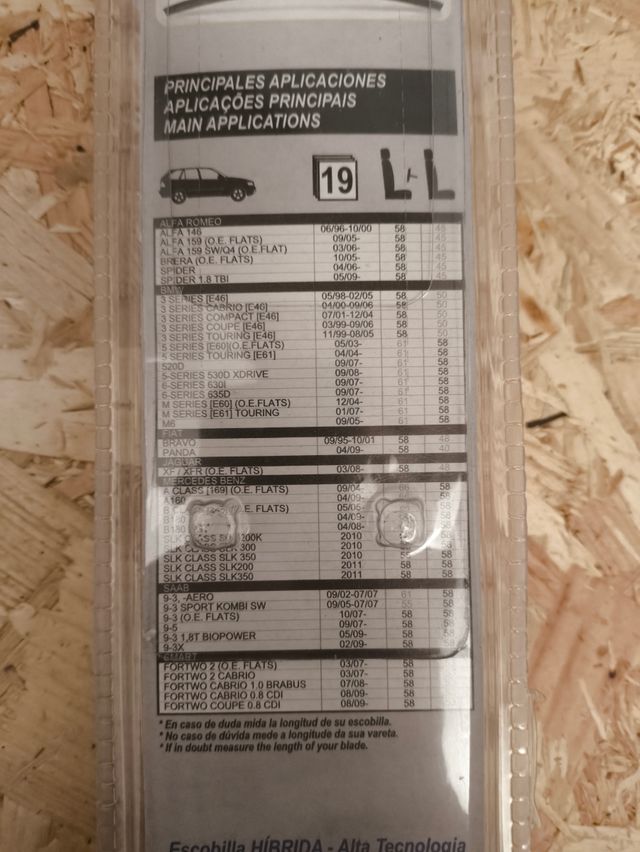 PRINCIPALES APLICACIONES
APLICAÇÕES PRINCIPAIS
MAIN APPLICATIONS
19
ALFA ROMEO
ALFA 146 06/96-10/00 58 45
ALFA 159 (O.E. FLATS) 09/05- 58 45
ALFA 159 SW/Q4 (O.E.FLAT) 03/06- 58 45
BRERA (O.E. FLATS) 10/05- 58 45
SPIDER 04/06- 58 45
SPIDER 1.8 TBI 05/09- 58 45
BMW
3 SERIES [E46] 05/98-02/05 58 50
3 SERIES CABRIO [E46] 04/00-09/06 58 50
3 SERIES COMPACT [E46] 07/01-12/04 58 50
3 SERIES COUPE [E46] 03/99-09/06 58 50
3 SERIES TOURING [E46] 11/99-08/05 58 50
5 SERIES [E60](O.E.FLATS) 05/03- 61 58
5 SERIES TOURING [E61] 04/04- 61 58
520D 09/07- 61 58
5-SERIES 530D XDRIVE 09/08- 61 58
6-SERIES 630I 09/07- 61 58
6-SERIES 635D 09/07- 61 58
M SERIES [E60] (O.E.FLATS) 12/04- 61 58
M SERIES [E61] TOURING 01/07- 61 58
M6 09/05- 61 58
FIAT
BRAVO 09/95-10/01 58 48
PANDA 04/09- 58 40
JAGUAR
XF / XFR (O.E. FLATS) 03/08- 58 48
MERCEDES BENZ
A CLASS [169] (O.E. FLATS) 09/04- 58
A160 04/09- 58
E. FLATS) 05/05- 58
04/09- 58
B180 04/08- 58
SLK CLASS 200K 2010 58
SLK CLASS 300 2010 58 58
SLK CLASS SLK 350 2010 58 58
SLK CLASS SLK200 2011 58 58
SLK CLASS SLK350 2011 58 58
SAAB
9-3, -AERO 09/02-07/07 61 58
9-3 SPORT KOMBI SW 09/05-07/07 58
9-3 (O.E. FLATS) 10/07- 58 58
9-5 09/07- 58 58
9-3 1,8T BIOPOWER 05/09- 58 58
9-3X 02/09- 58 58
SMART
FORTWO 2 (O.E. FLATS) 03/07- 58 58
FORTWO 2 CABRIO 03/07- 58 58
FORTWO CABRIO 1.0 BRABUS 07/08- 58 58
FORTWO CABRIO 0.8 CDI 08/09- 58 58
FORTWO COUPE 0.8 CDI 08/09- 58 58
* En caso de duda mida la longitud de su escobilla.
* No caso de dúvida mede a longitude da sua vareta.
* If in doubt measure the length of your blade.
Escobilla HÍBRIDA - Alta Tecnología